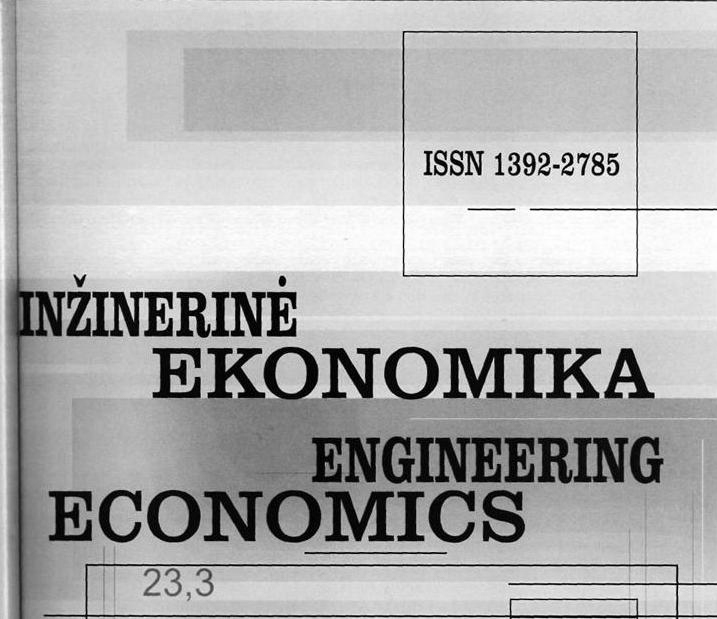 ISSN 1392-2785
INŽINERINĖ
EKONOMIKA
ENGINEERING
ECONOMICS
23,3